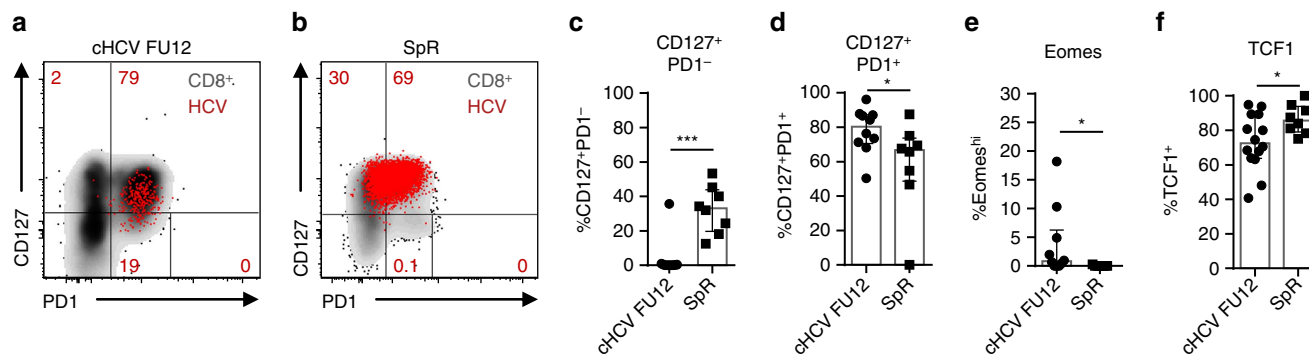 a
cHCV FU12
2
79
CD8+
HCV
19
0
CD127
PD1
b
SpR
30
69
CD8+
HCV
0.1
0
CD127
PD1
c
CD127+
PD1−
%CD127+PD1−
100
80
60
40
20
0
***
cHCV FU12
SpR
d
CD127+
PD1+
%CD127+PD1+
100
80
60
40
20
0
*
cHCV FU12
SpR
e
Eomes
%Eomeshi
30
25
20
15
10
5
0
*
cHCV FU12
SpR
f
TCF1
%TCF1+
100
80
60
40
20
0
*
cHCV FU12
SpR